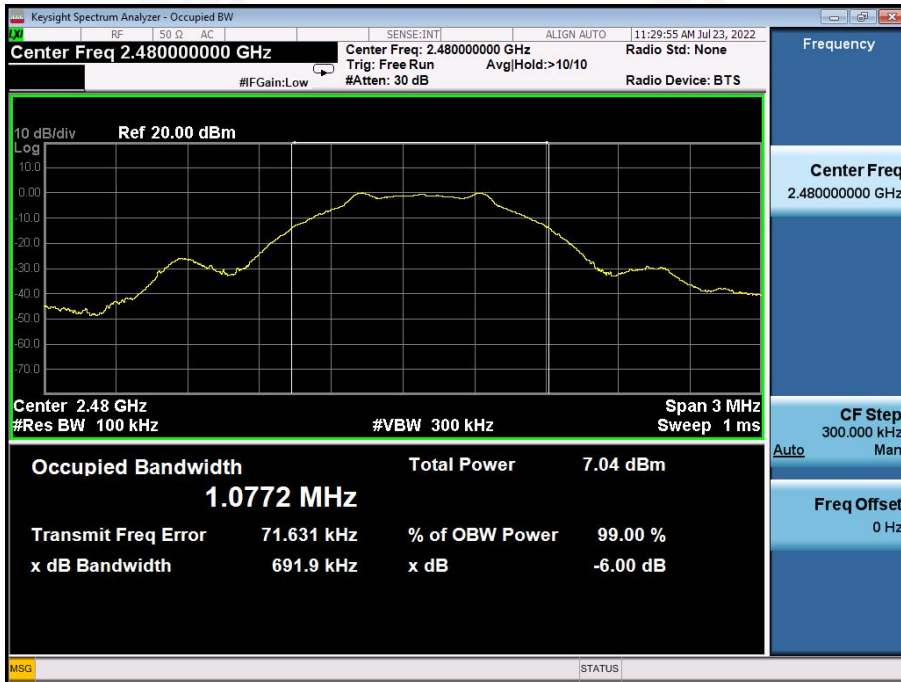 Keysight Spectrum Analyzer - Occupied BW
LXI RF 50 Ω AC SENSE:INT ALIGN AUTO 11:29:55 AM Jul 23, 2022
Center Freq 2.480000000 GHz
Center Freq: 2.480000000 GHz Radio Std: None
Trig: Free Run Avg|Hold:>10/10
#IFGain:Low #Atten: 30 dB Radio Device: BTS
10 dB/div Ref 20.00 dBm
Log
10.0
0.00
-10.0
-20.0
-30.0
-40.0
-50.0
-60.0
-70.0
Center 2.48 GHz Span 3 MHz
#Res BW 100 kHz #VBW 300 kHz Sweep 1 ms
Occupied Bandwidth Total Power 7.04 dBm
1.0772 MHz
Transmit Freq Error 71.631 kHz % of OBW Power 99.00 %
x dB Bandwidth 691.9 kHz x dB -6.00 dB
MSG STATUS
Frequency
Center Freq
2.480000000 GHz
CF Step
300.000 kHz
Auto Man
Freq Offset
0 Hz